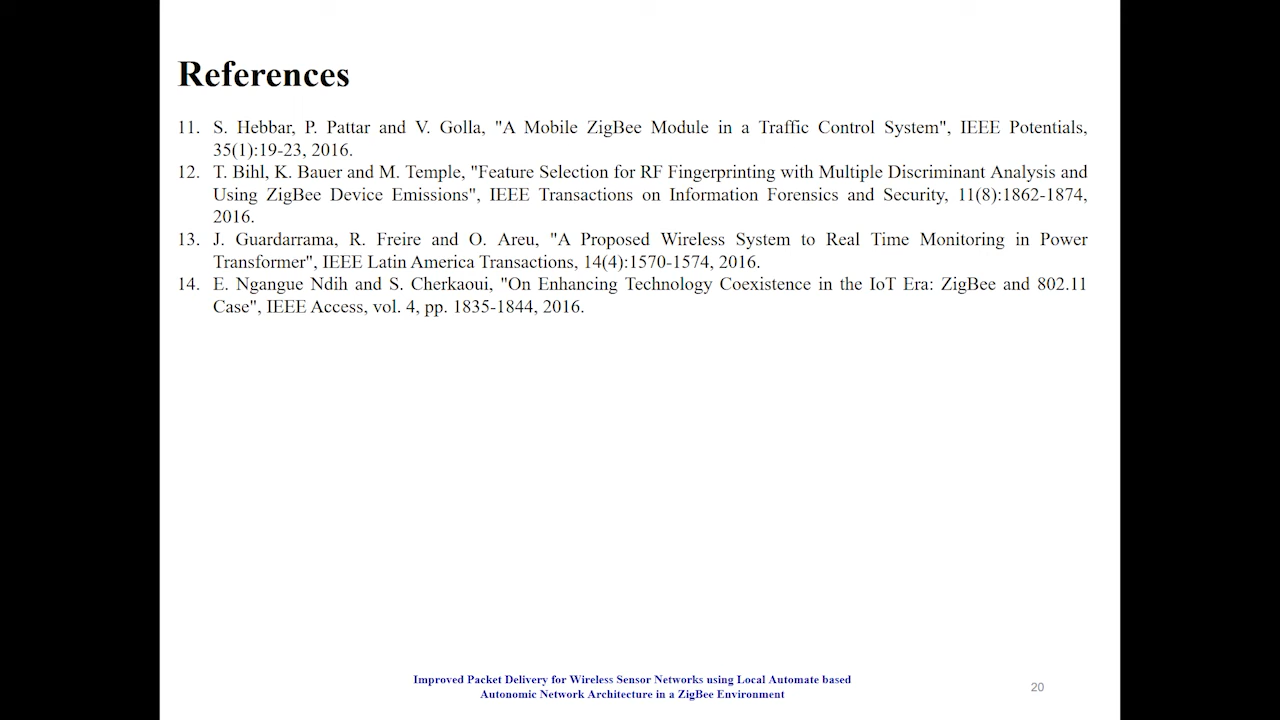 References
11. S. Hebbar, P. Pattar and V. Golla, "A Mobile ZigBee Module in a Traffic Control System", IEEE Potentials,
35(1):19-23, 2016.
12. T. Bihl, K. Bauer and M. Temple, "Feature Selection for RF Fingerprinting with Multiple Discriminant Analysis and
Using ZigBee Device Emissions", IEEE Transactions on Information Forensics and Security, 11(8):1862-1874,
2016.
13. J. Guardarrama, R. Freire and O. Areu, "A Proposed Wireless System to Real Time Monitoring in Power
Transformer", IEEE Latin America Transactions, 14(4):1570-1574, 2016.
14. E. Ngangue Ndih and S. Cherkaoui, "On Enhancing Technology Coexistence in the IoT Era: ZigBee and 802.11
Case", IEEE Access, vol. 4, pp. 1835-1844, 2016.
Improved Packet Delivery for Wireless Sensor Networks using Local Automate based
Autonomic Network Architecture in a ZigBee Environment
20